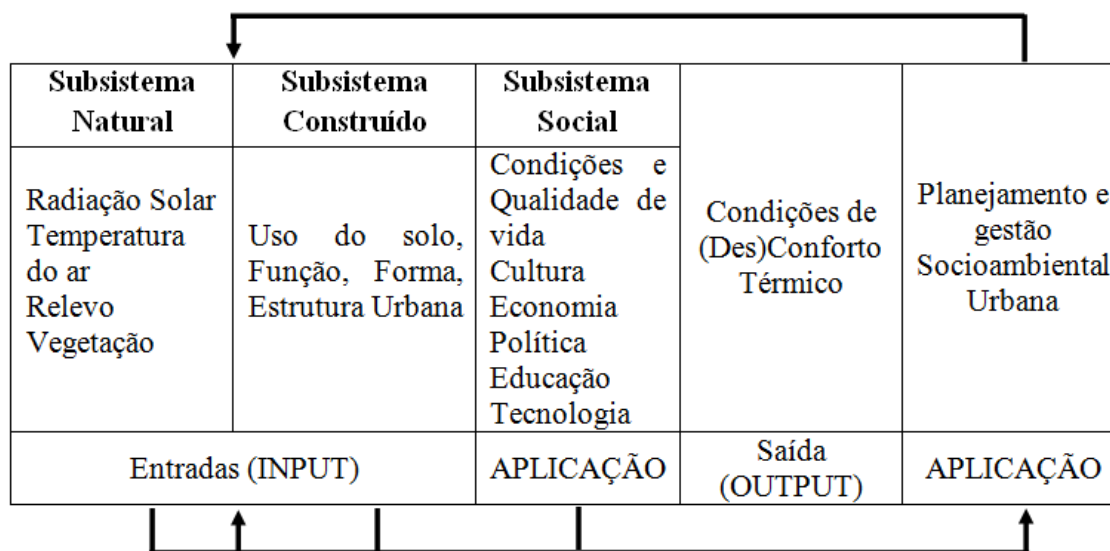 Subsistema
Natural
Subsistema
Construído
Subsistema
Social
Radiação Solar
Temperatura
do ar
Relevo
Vegetação
Uso do solo,
Função, Forma,
Estrutura Urbana
Condições e
Qualidade de
vida
Cultura
Economia
Política
Educação
Tecnologia
Condições de
(Des)Conforto
Térmico
Planejamento e
gestão
Socioambiental
Urbana
Entradas (INPUT)
APLICAÇÃO
Saída
(OUTPUT)
APLICAÇÃO